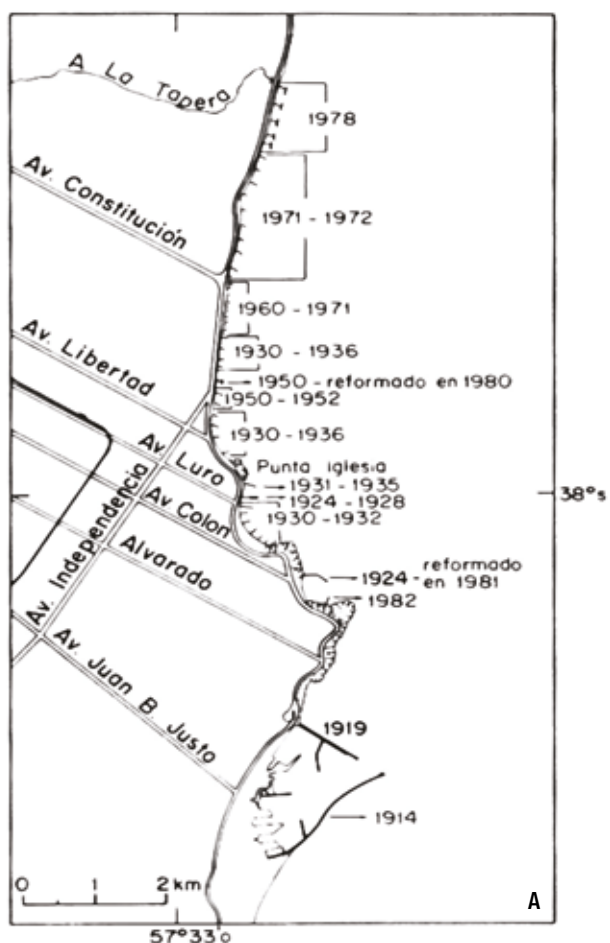 A La Tapera
1978
Av. Constitución
1971 - 1972
1960 - 1971
1930 - 1936
Av. Libertad
1950 - reformado en 1980
1950 - 1952
1930 - 1936
Av. Luro
Punta iglesia
1931 - 1935
1924 - 1928
38°s
1930 - 1932
Av Colon
Av. Independencia
Alvarado
1924 - reformado
en 1981
1982
Av. Juan B. Justo
1919
1914
0 1 2 km
A
57°33´o